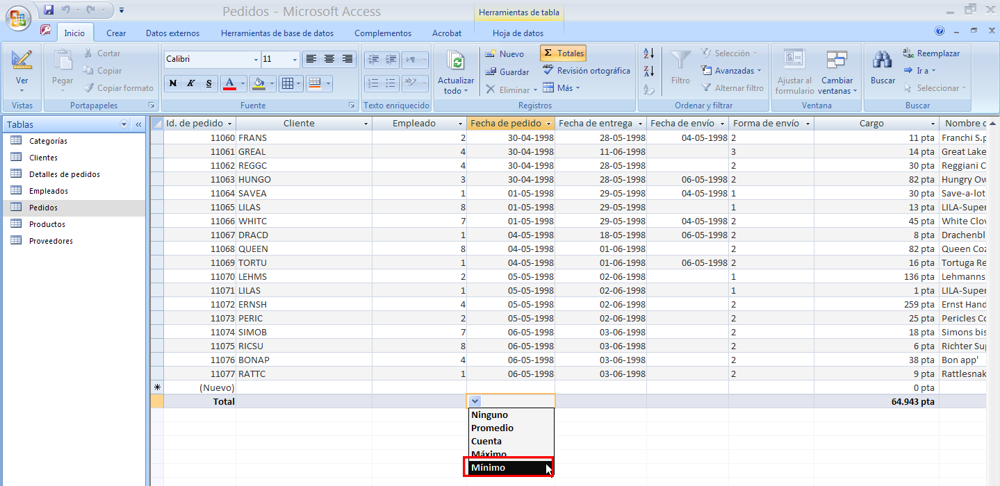 Pedidos - Microsoft Access
Herramientas de tabla
Inicio Crear Datos externos Herramientas de base de datos Complementos Acrobat Hoja de datos
Ver
Vistas
Pegar
Cortar
Copiar
Copiar formato
Portapapeles
Calibri 11
N K S A
Fuente
Texto enriquecido
Actualizar todo
Nuevo
Guardar
Eliminar
Σ Totales
Revisión ortográfica
Más
Registros
Filtro
Selección
Avanzadas
Alternar filtro
Ordenar y filtrar
Ajustar al formulario
Cambiar ventanas
Ventana
Buscar
Reemplazar
Ir a
Seleccionar
Buscar
Tablas «
Categorías
Clientes
Detalles de pedidos
Empleados
Pedidos
Productos
Proveedores
Id. de pedido Cliente Empleado Fecha de pedido Fecha de entrega Fecha de envío Forma de envío Cargo Nombre
11060 FRANS 2 30-04-1998 28-05-1998 04-05-1998 2 11 pta Franchi S.p
11061 GREAL 4 30-04-1998 11-06-1998 3 14 pta Great Lake
11062 REGGC 4 30-04-1998 28-05-1998 2 30 pta Reggiani C
11063 HUNGO 3 30-04-1998 28-05-1998 06-05-1998 2 82 pta Hungry Ow
11064 SAVEA 1 01-05-1998 29-05-1998 04-05-1998 1 30 pta Save-a-lot
11065 LILAS 8 01-05-1998 29-05-1998 1 13 pta LILA-Super
11066 WHITC 7 01-05-1998 29-05-1998 04-05-1998 2 45 pta White Clov
11067 DRACD 1 04-05-1998 18-05-1998 06-05-1998 2 8 pta Drachenbl
11068 QUEEN 8 04-05-1998 01-06-1998 2 82 pta Queen Coz
11069 TORTU 1 04-05-1998 01-06-1998 06-05-1998 2 16 pta Tortuga Re
11070 LEHMS 2 05-05-1998 02-06-1998 1 136 pta Lehmanns
11071 LILAS 1 05-05-1998 02-06-1998 1 1 pta LILA-Super
11072 ERNSH 4 05-05-1998 02-06-1998 2 259 pta Ernst Hand
11073 PERIC 2 05-05-1998 02-06-1998 2 25 pta Pericles Co
11074 SIMOB 7 06-05-1998 03-06-1998 2 18 pta Simons bis
11075 RICSU 8 06-05-1998 03-06-1998 2 6 pta Richter Sup
11076 BONAP 4 06-05-1998 03-06-1998 2 38 pta Bon app'
11077 RATTC 1 06-05-1998 03-06-1998 2 9 pta Rattlesnak
* (Nuevo) 0 pta
Total 64.943 pta
Ninguno
Promedio
Cuenta
Máximo
Mínimo